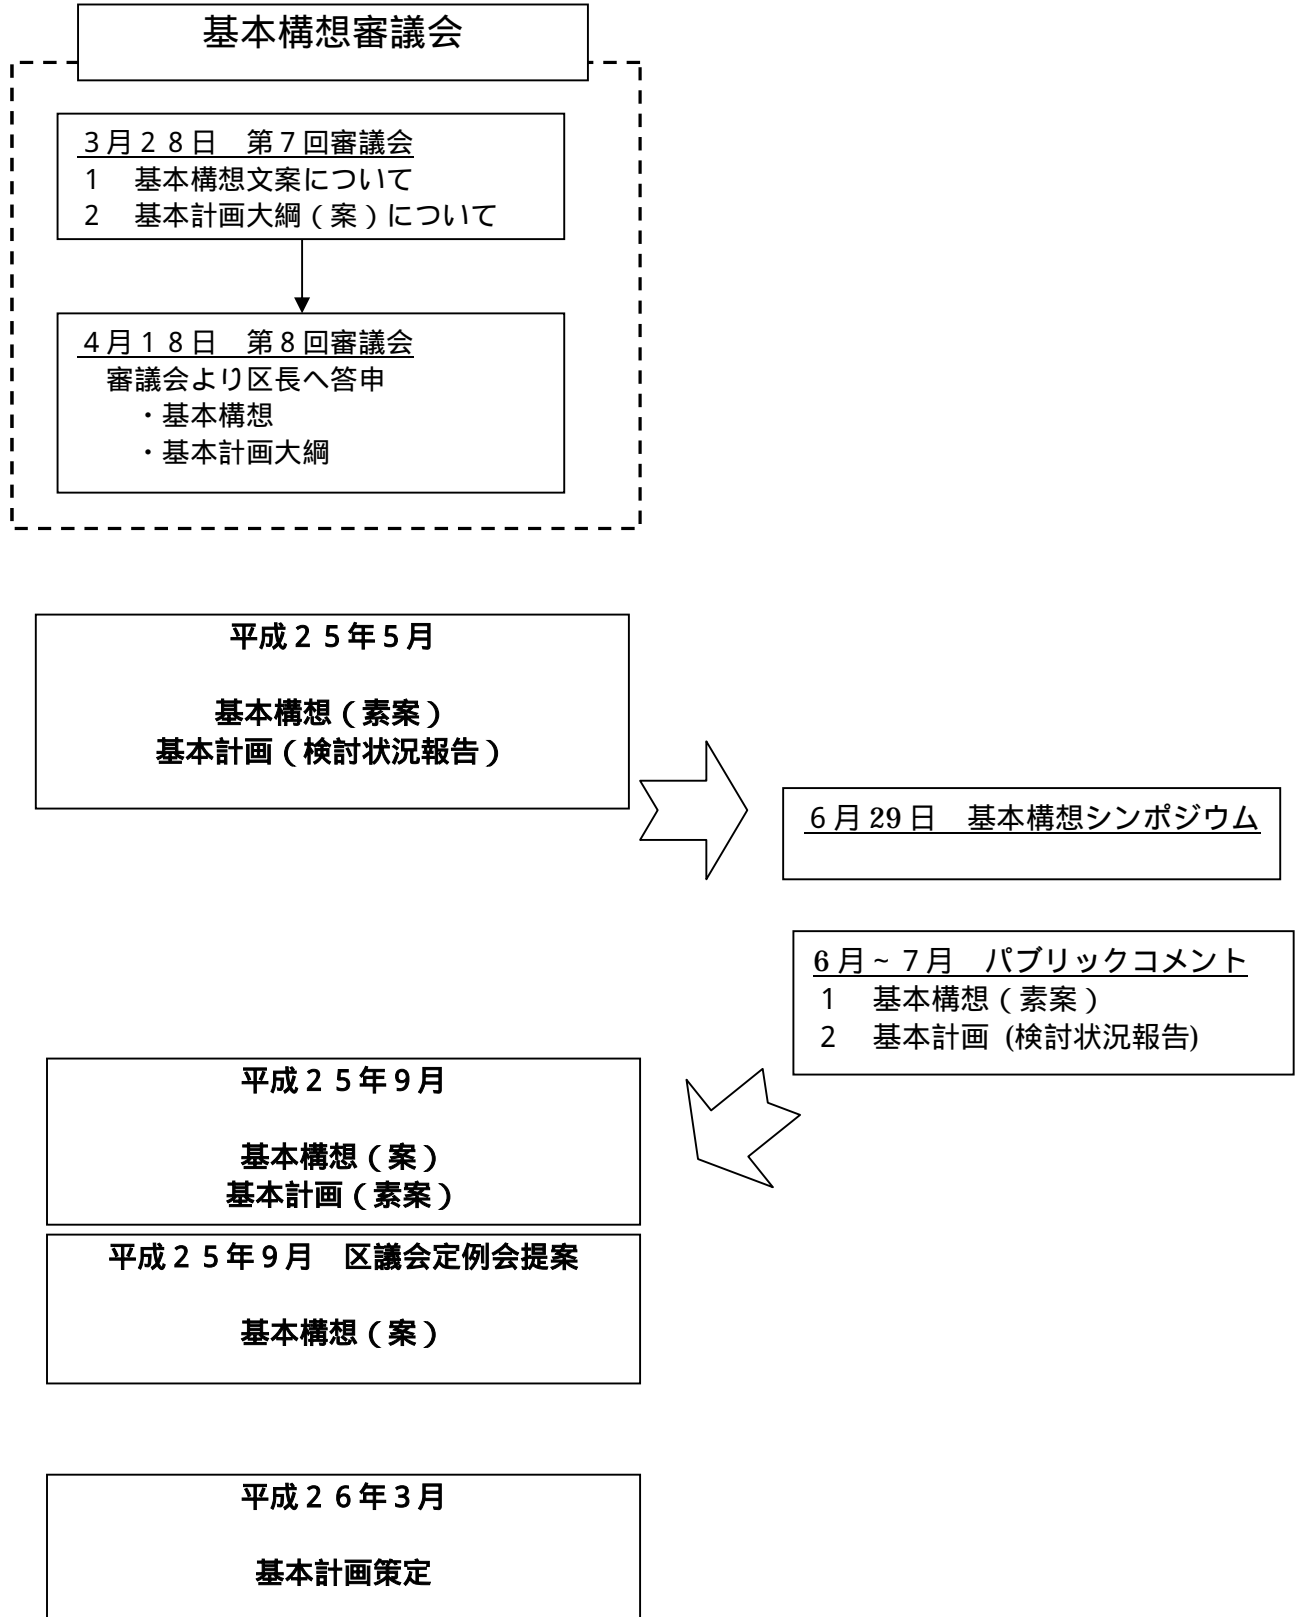 基本構想審議会
３月２８日　第７回審議会
１　基本構想文案について
２　基本計画大綱（案）について
４月１８日　第８回審議会
審議会より区長へ答申
・基本構想
・基本計画大綱
平成２５年５月
基本構想（素案）
基本計画（検討状況報告）
６月 29 日　基本構想シンポジウム
6 月～７月　パブリックコメント
１　基本構想（素案）
２　基本計画 (検討状況報告)
平成２５年９月
基本構想（案）
基本計画（素案）
平成２５年９月　区議会定例会提案
基本構想（案）
平成２６年３月
基本計画策定